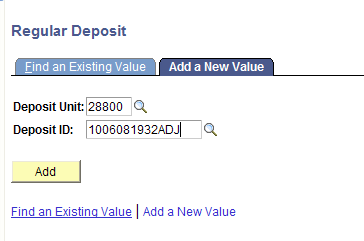 Regular Deposit
Find an Existing Value Add a New Value
Deposit Unit: 28800
Deposit ID: 1006081932ADJ
Add
Find an Existing Value | Add a New Value